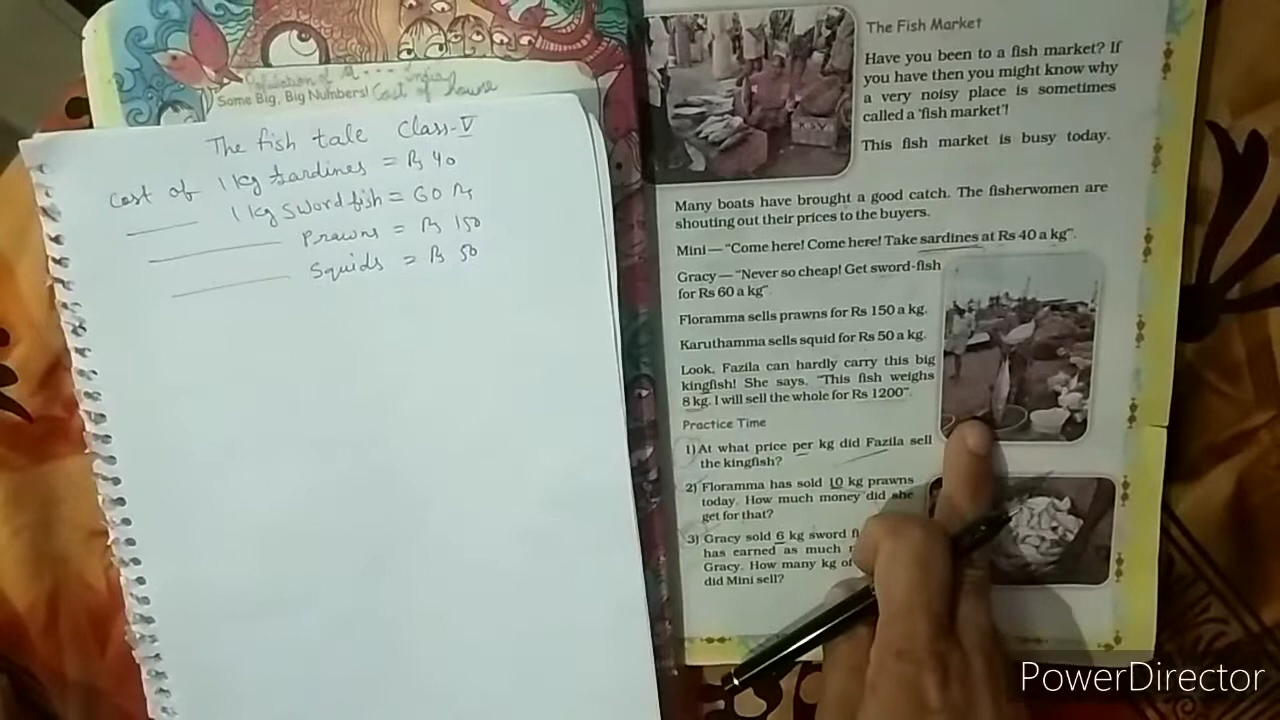 Population of India
Some Big, Big Numbers! Cost of house
The fish tale Class-V
Cost of 1 kg Sardines = Rs 40
1 kg Sword fish = 60 Rs
Prawns = Rs 150
Squids = Rs 50
The Fish Market
Have you been to a fish market? If
you have then you might know why
a very noisy place is sometimes
called a 'fish market'!
This fish market is busy today.
Many boats have brought a good catch. The fisherwomen are
shouting out their prices to the buyers.
Mini— "Come here! Come here! Take sardines at Rs 40 a kg".
Gracy— "Never so cheap! Get sword-fish
for Rs 60 a kg"
Floramma sells prawns for Rs 150 a kg.
Karuthamma sells squid for Rs 50 a kg.
Look, Fazila can hardly carry this big
kingfish! She says, "This fish weighs
8 kg. I will sell the whole for Rs 1200".
Practice Time
1) At what price per kg did Fazila sell
the kingfish?
2) Floramma has sold 10 kg prawns
today. How much money did she
get for that?
3) Gracy sold 6 kg sword
has earned as much
Gracy. How many kg of
did Mini sell?
PowerDirector